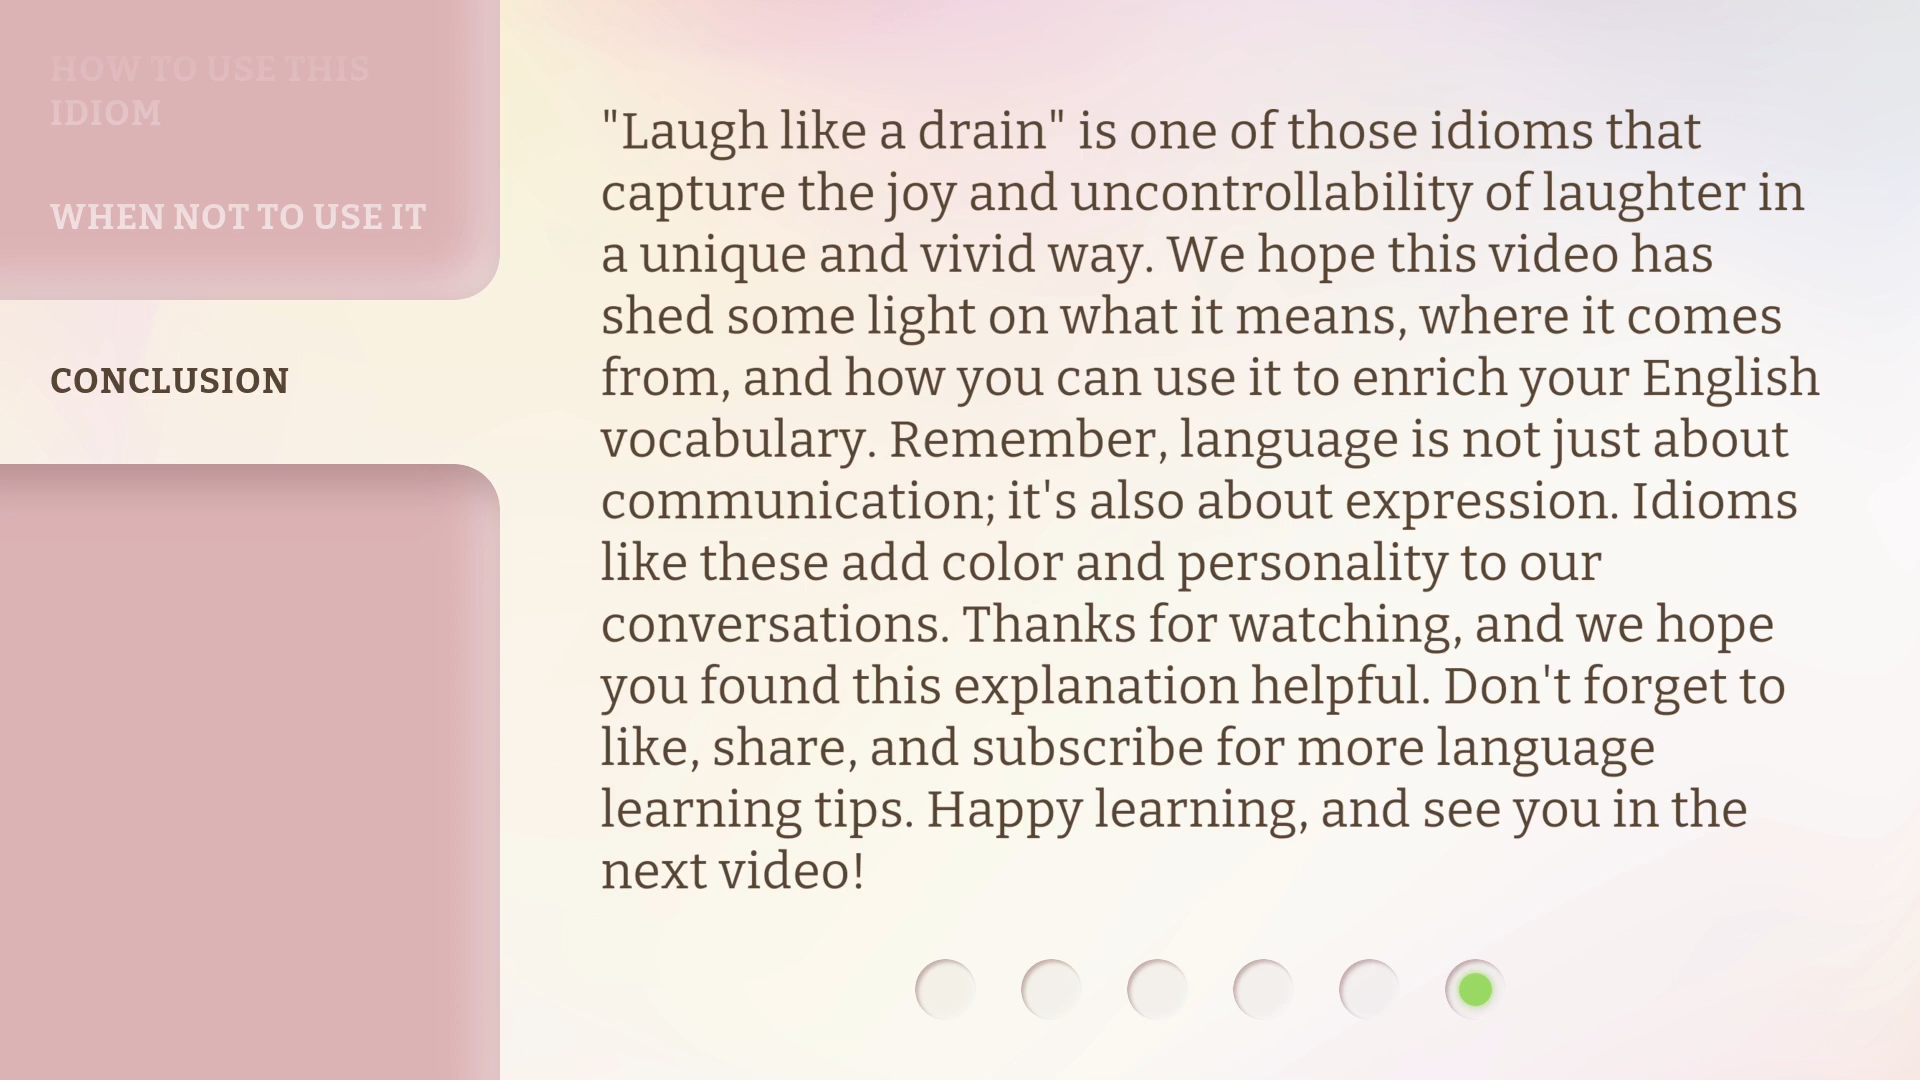 HOW TO USE THIS
IDIOM
WHEN NOT TO USE IT
CONCLUSION
"Laugh like a drain" is one of those idioms that
capture the joy and uncontrollability of laughter in
a unique and vivid way. We hope this video has
shed some light on what it means, where it comes
from, and how you can use it to enrich your English
vocabulary. Remember, language is not just about
communication; it's also about expression. Idioms
like these add color and personality to our
conversations. Thanks for watching, and we hope
you found this explanation helpful. Don't forget to
like, share, and subscribe for more language
learning tips. Happy learning, and see you in the
next video!